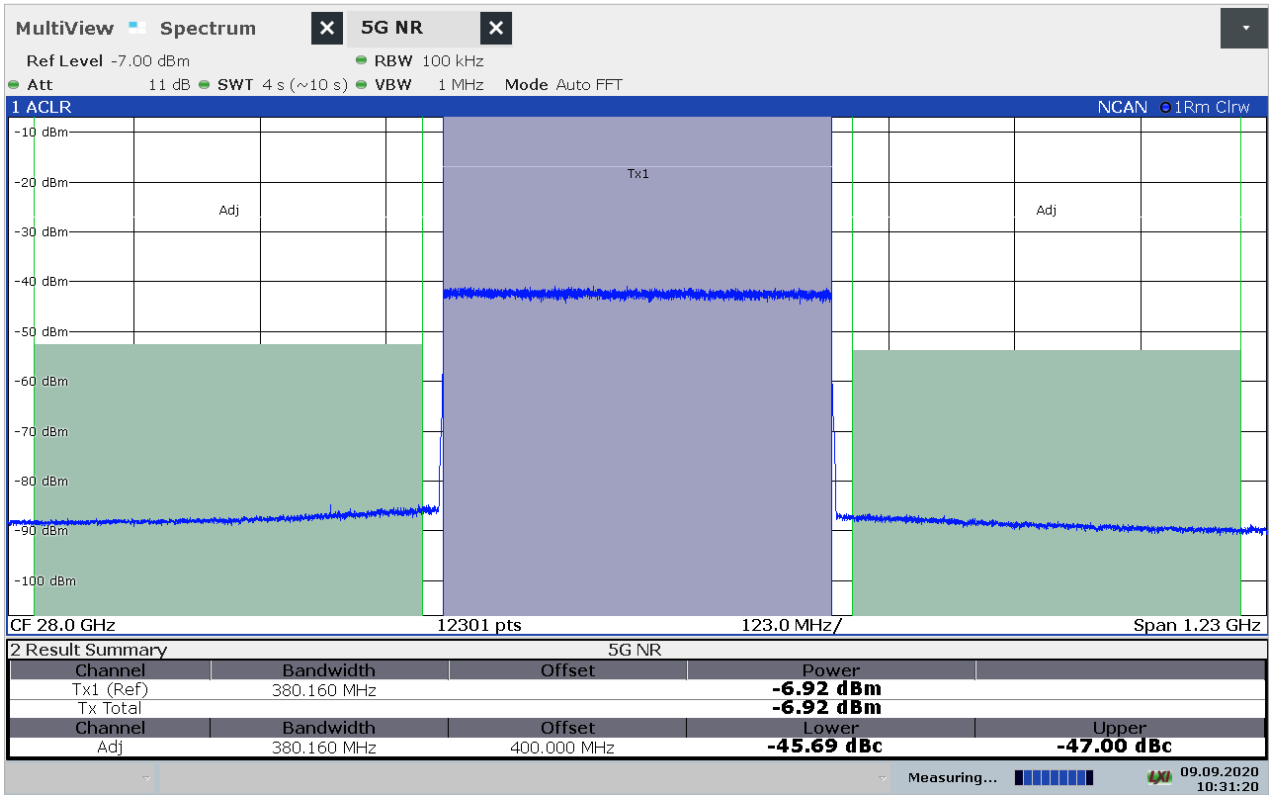 MultiView Spectrum X 5G NR X
Ref Level -7.00 dBm RBW 100 kHz
Att 11 dB SWT 4 s (~10 s) VBW 1 MHz Mode Auto FFT
1 ACLR NCAN 1Rm Clrw
-10 dBm
Tx1
-20 dBm
Adj Adj
-30 dBm
-40 dBm
-50 dBm
-60 dBm
-70 dBm
-80 dBm
-90 dBm
-100 dBm
CF 28.0 GHz 12301 pts 123.0 MHz/ Span 1.23 GHz
2 Result Summary 5G NR
Channel Bandwidth Offset Power
Tx1 (Ref) 380.160 MHz -6.92 dBm
Tx Total -6.92 dBm
Channel Bandwidth Offset Lower Upper
Adj 380.160 MHz 400.000 MHz -45.69 dBc -47.00 dBc
Measuring... LXI 09.09.2020
10:31:20